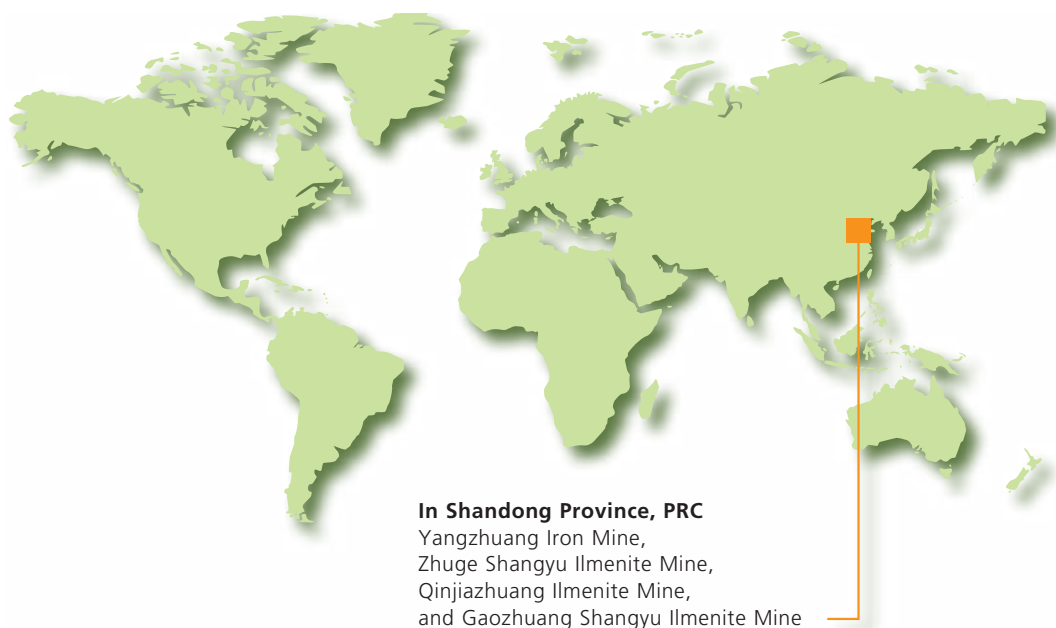 In Shandong Province, PRC
Yangzhuang Iron Mine,
Zhuge Shangyu Ilmenite Mine,
Qinjiazhuang Ilmenite Mine,
and Gaozhuang Shangyu Ilmenite Mine